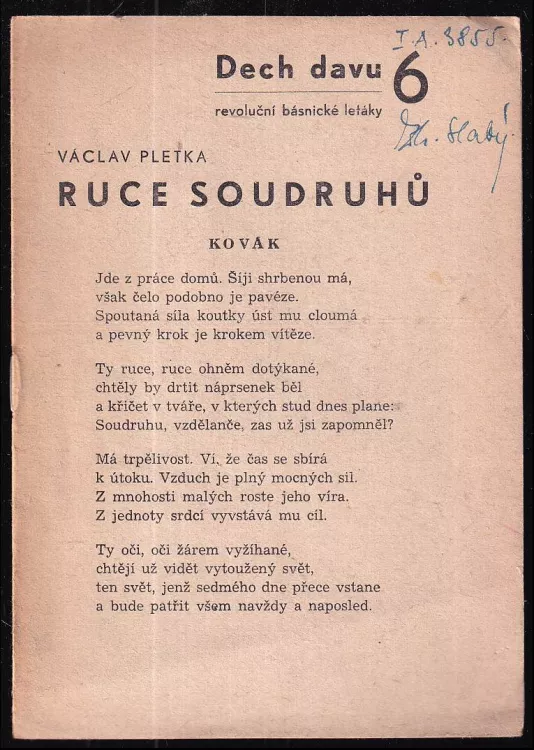 I.A. 3855.
Dech davu 6
revoluční básnické letáky
Slabý.
VÁCLAV PLETKA
RUCE SOUDRUHŮ
KOVÁK
Jde z práce domů. Šíji shrbenou má,
však čelo podobno je pavéze.
Spoutaná síla koutky úst mu cloumá
a pevný krok je krokem vítěze.
Ty ruce, ruce ohněm dotýkané,
chtěly by drtit náprsenek běl
a křičet v tváře, v kterých stud dnes plane:
Soudruhu, vzdělanče, zas už jsi zapomněl?
Má trpělivost. Ví, že čas se sbírá
k útoku. Vzduch je plný mocných sil.
Z mnohosti malých roste jeho víra.
Z jednoty srdcí vyvstává mu cíl.
Ty oči, oči žárem vyžíhané,
chtějí už vidět vytoužený svět,
ten svět, jenž sedmého dne přece vstane
a bude patřit všem navždy a naposled.